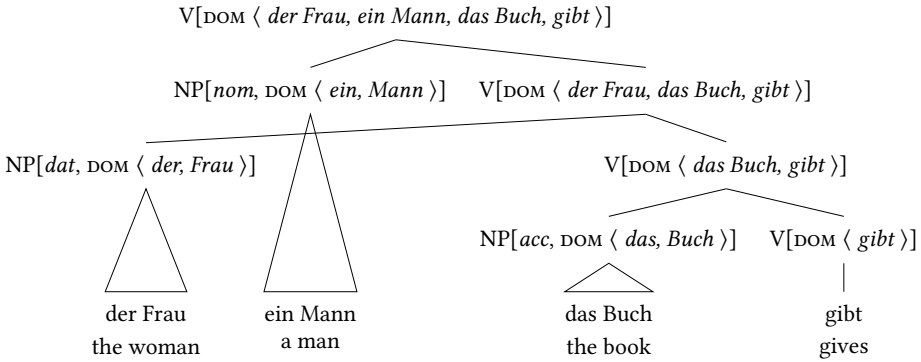 V[DOM ⟨ der Frau, ein Mann, das Buch, gibt ⟩]
NP[nom, DOM ⟨ ein, Mann ⟩] V[DOM ⟨ der Frau, das Buch, gibt ⟩]
NP[dat, DOM ⟨ der, Frau ⟩] V[DOM ⟨ das Buch, gibt ⟩]
NP[acc, DOM ⟨ das, Buch ⟩] V[DOM ⟨ gibt ⟩]
der Frau ein Mann das Buch gibt
the woman a man the book gives